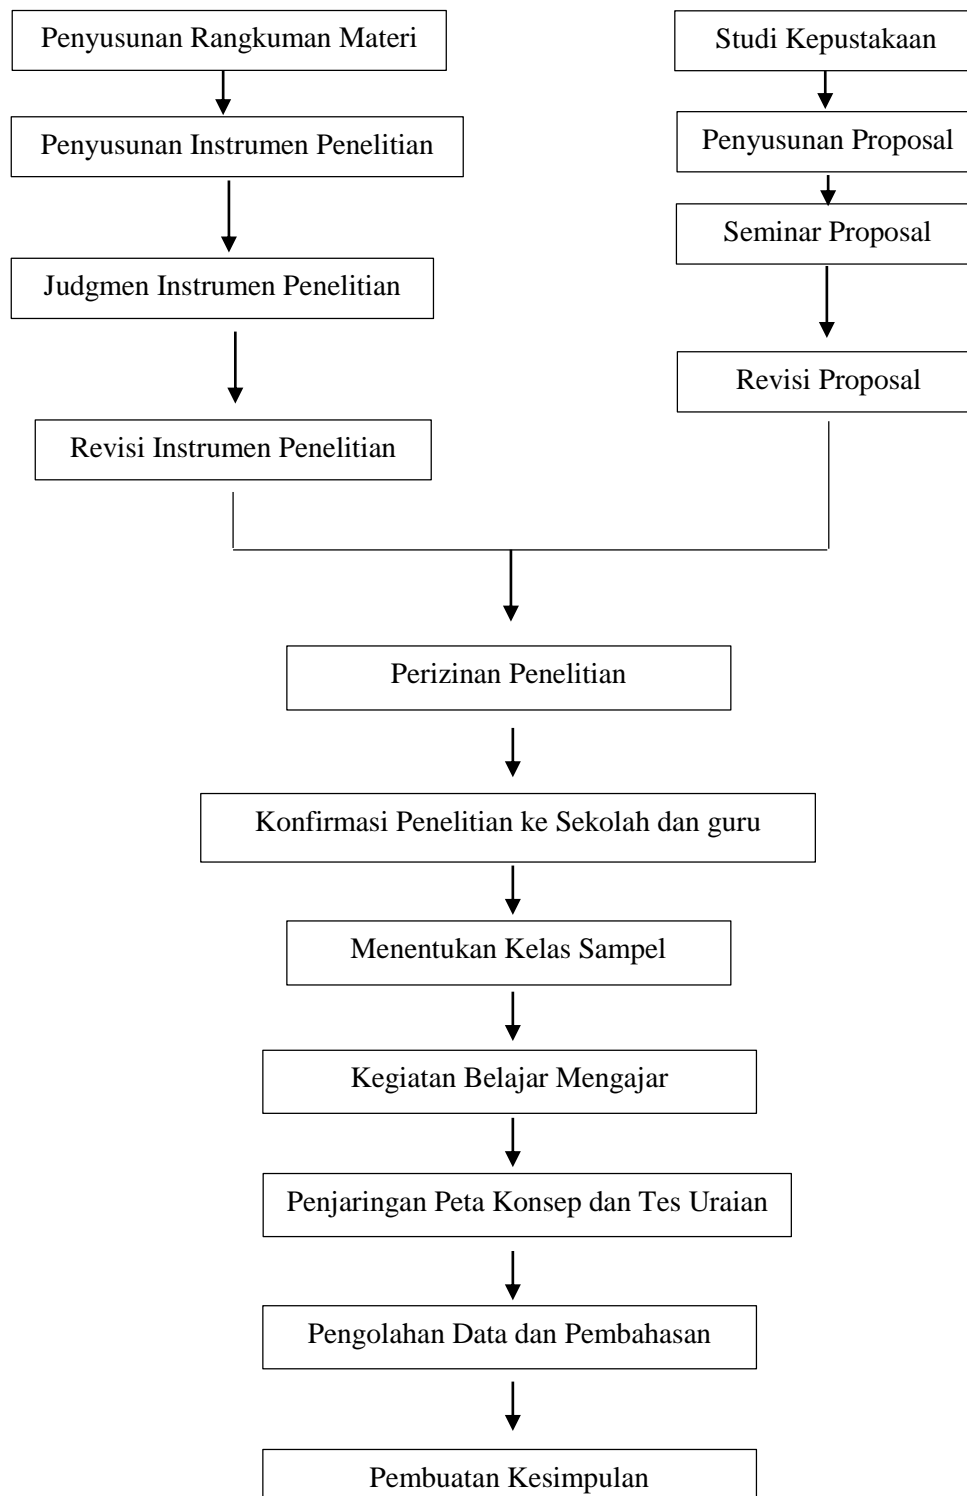 Penyusunan Rangkuman Materi
Studi Kepustakaan
Penyusunan Instrumen Penelitian
Penyusunan Proposal
Seminar Proposal
Judgmen Instrumen Penelitian
Revisi Proposal
Revisi Instrumen Penelitian
Perizinan Penelitian
Konfirmasi Penelitian ke Sekolah dan guru
Menentukan Kelas Sampel
Kegiatan Belajar Mengajar
Penjaringan Peta Konsep dan Tes Uraian
Pengolahan Data dan Pembahasan
Pembuatan Kesimpulan